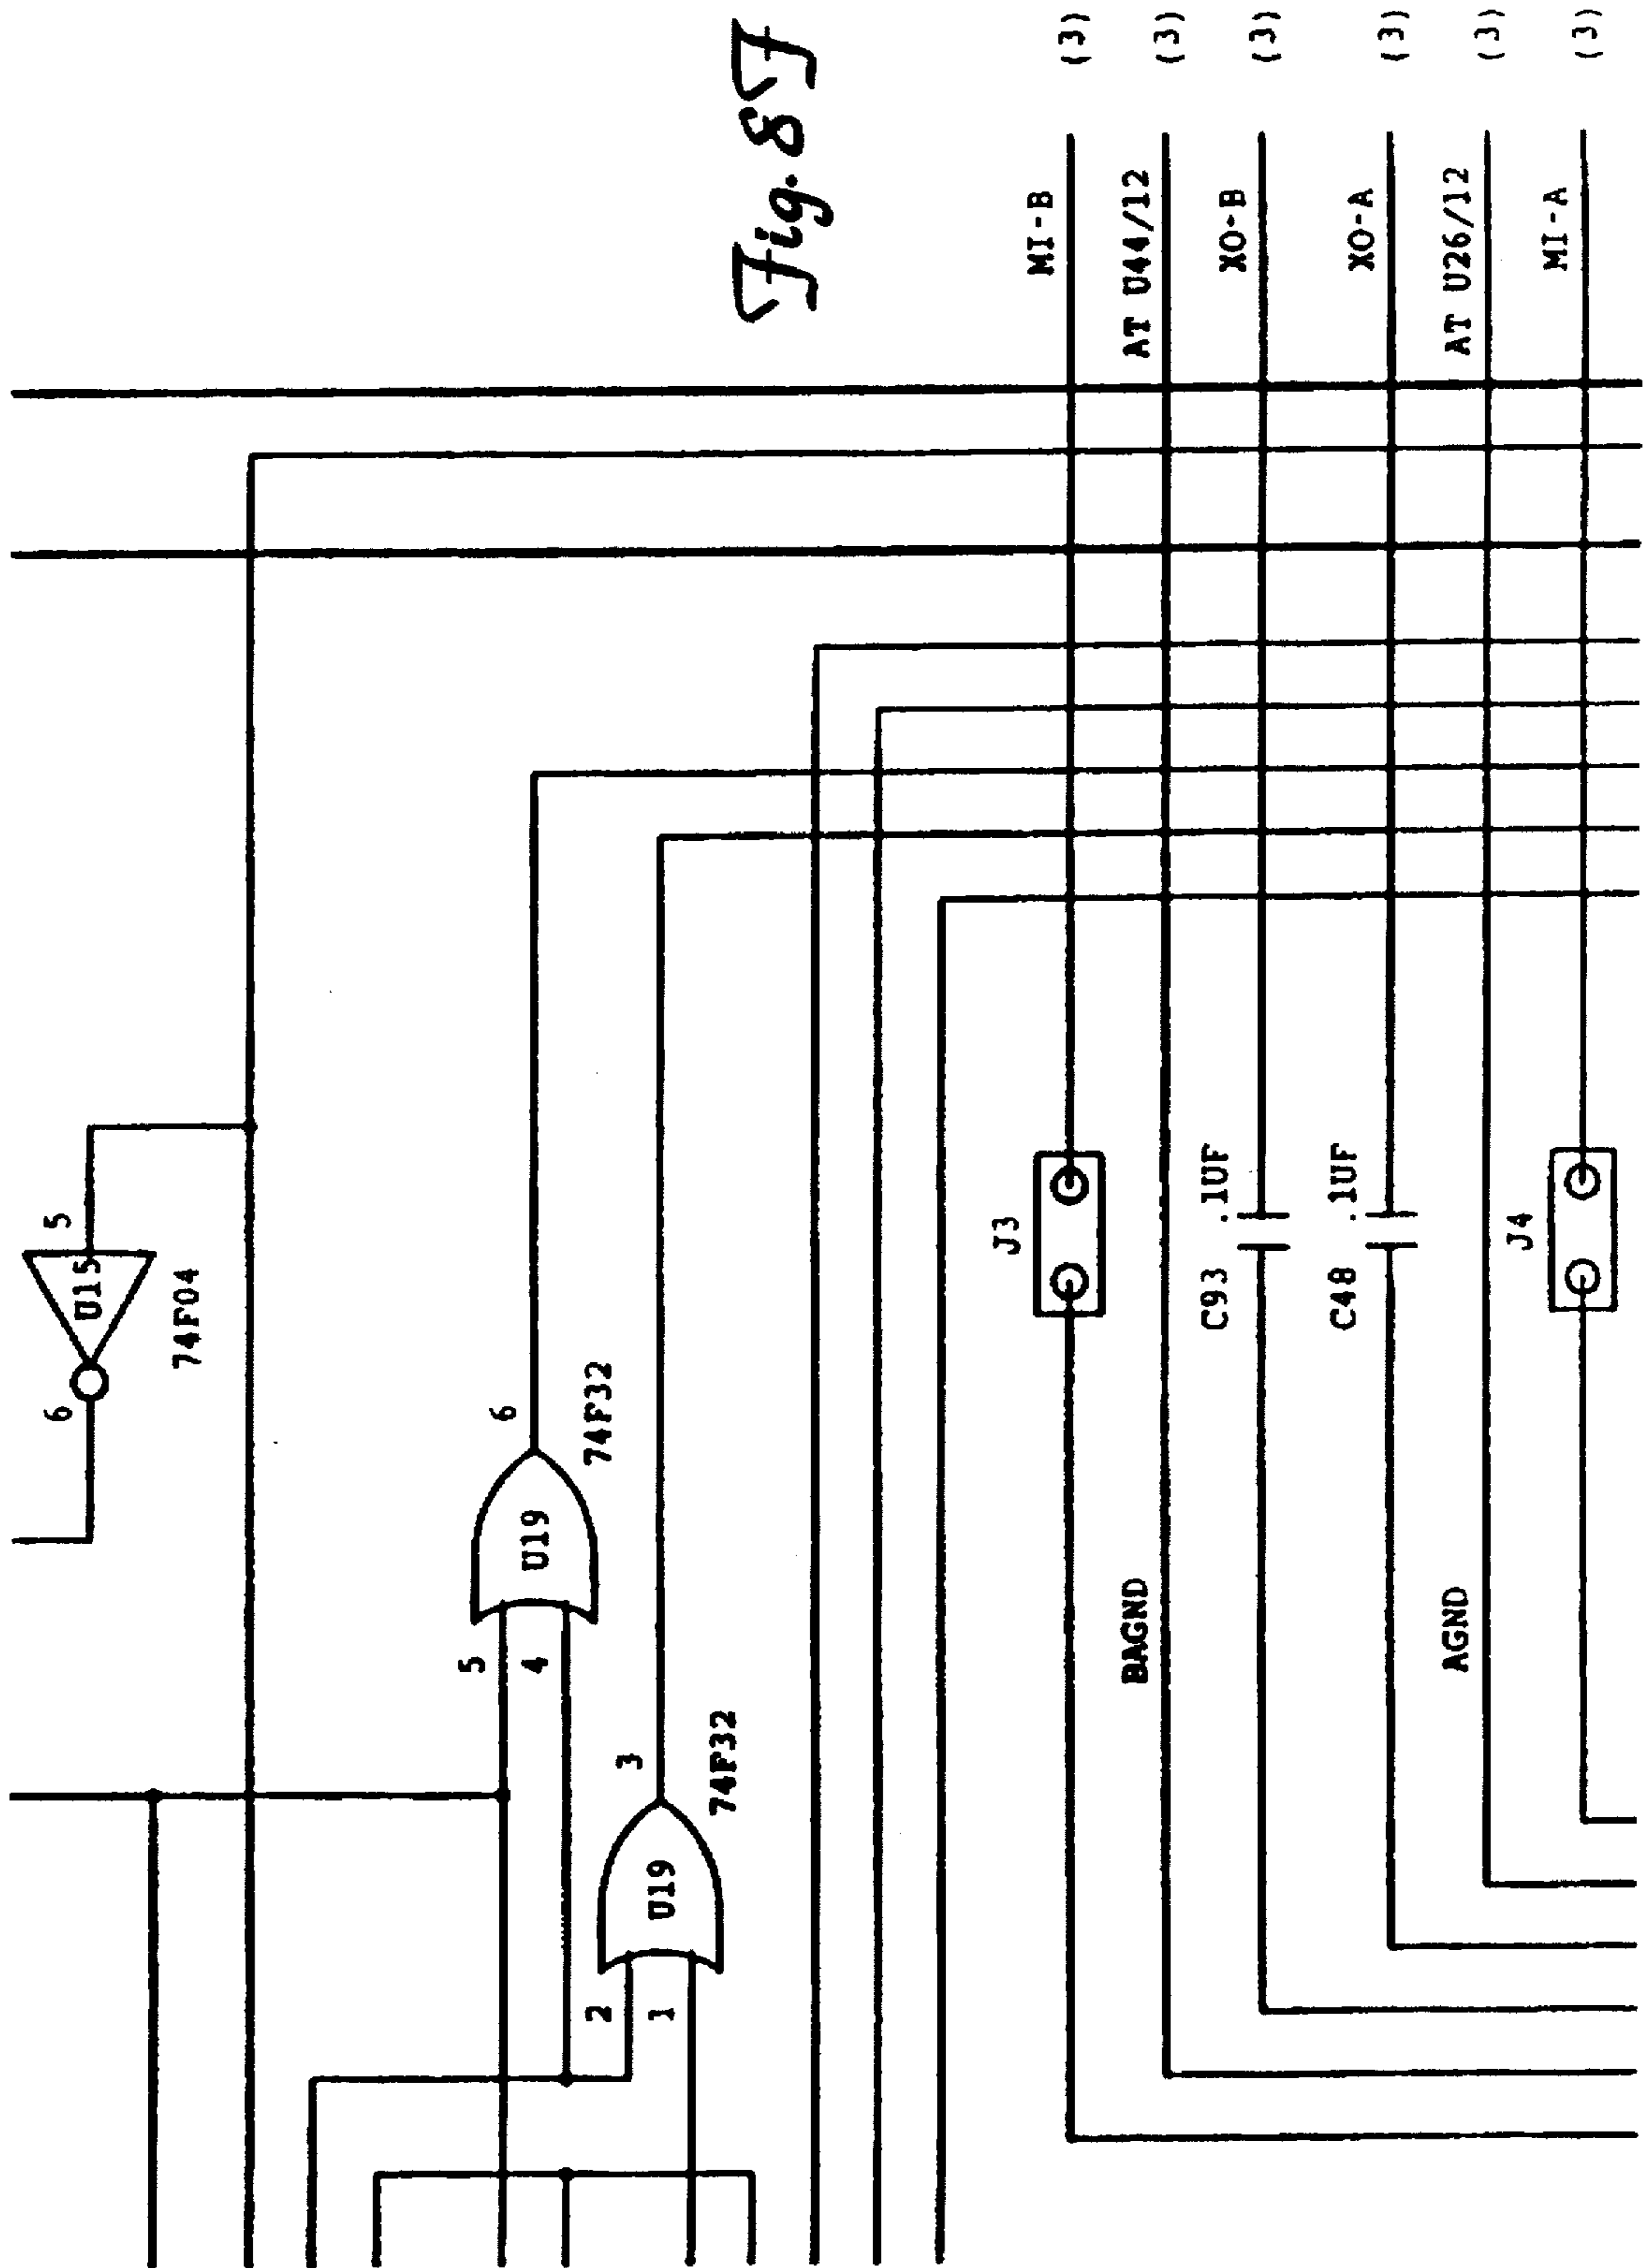 6
U15
5
74F04
5
4
U19
6
74F32
2
1
U19
3
74F32
Fig. 8F
J3
MI-B
(3)
BAGND
AT U44/12
(3)
C93
.1UF
XO-B
(3)
C48
.1UF
XO-A
(3)
AGND
AT U26/12
(3)
J4
MI-A
(3)